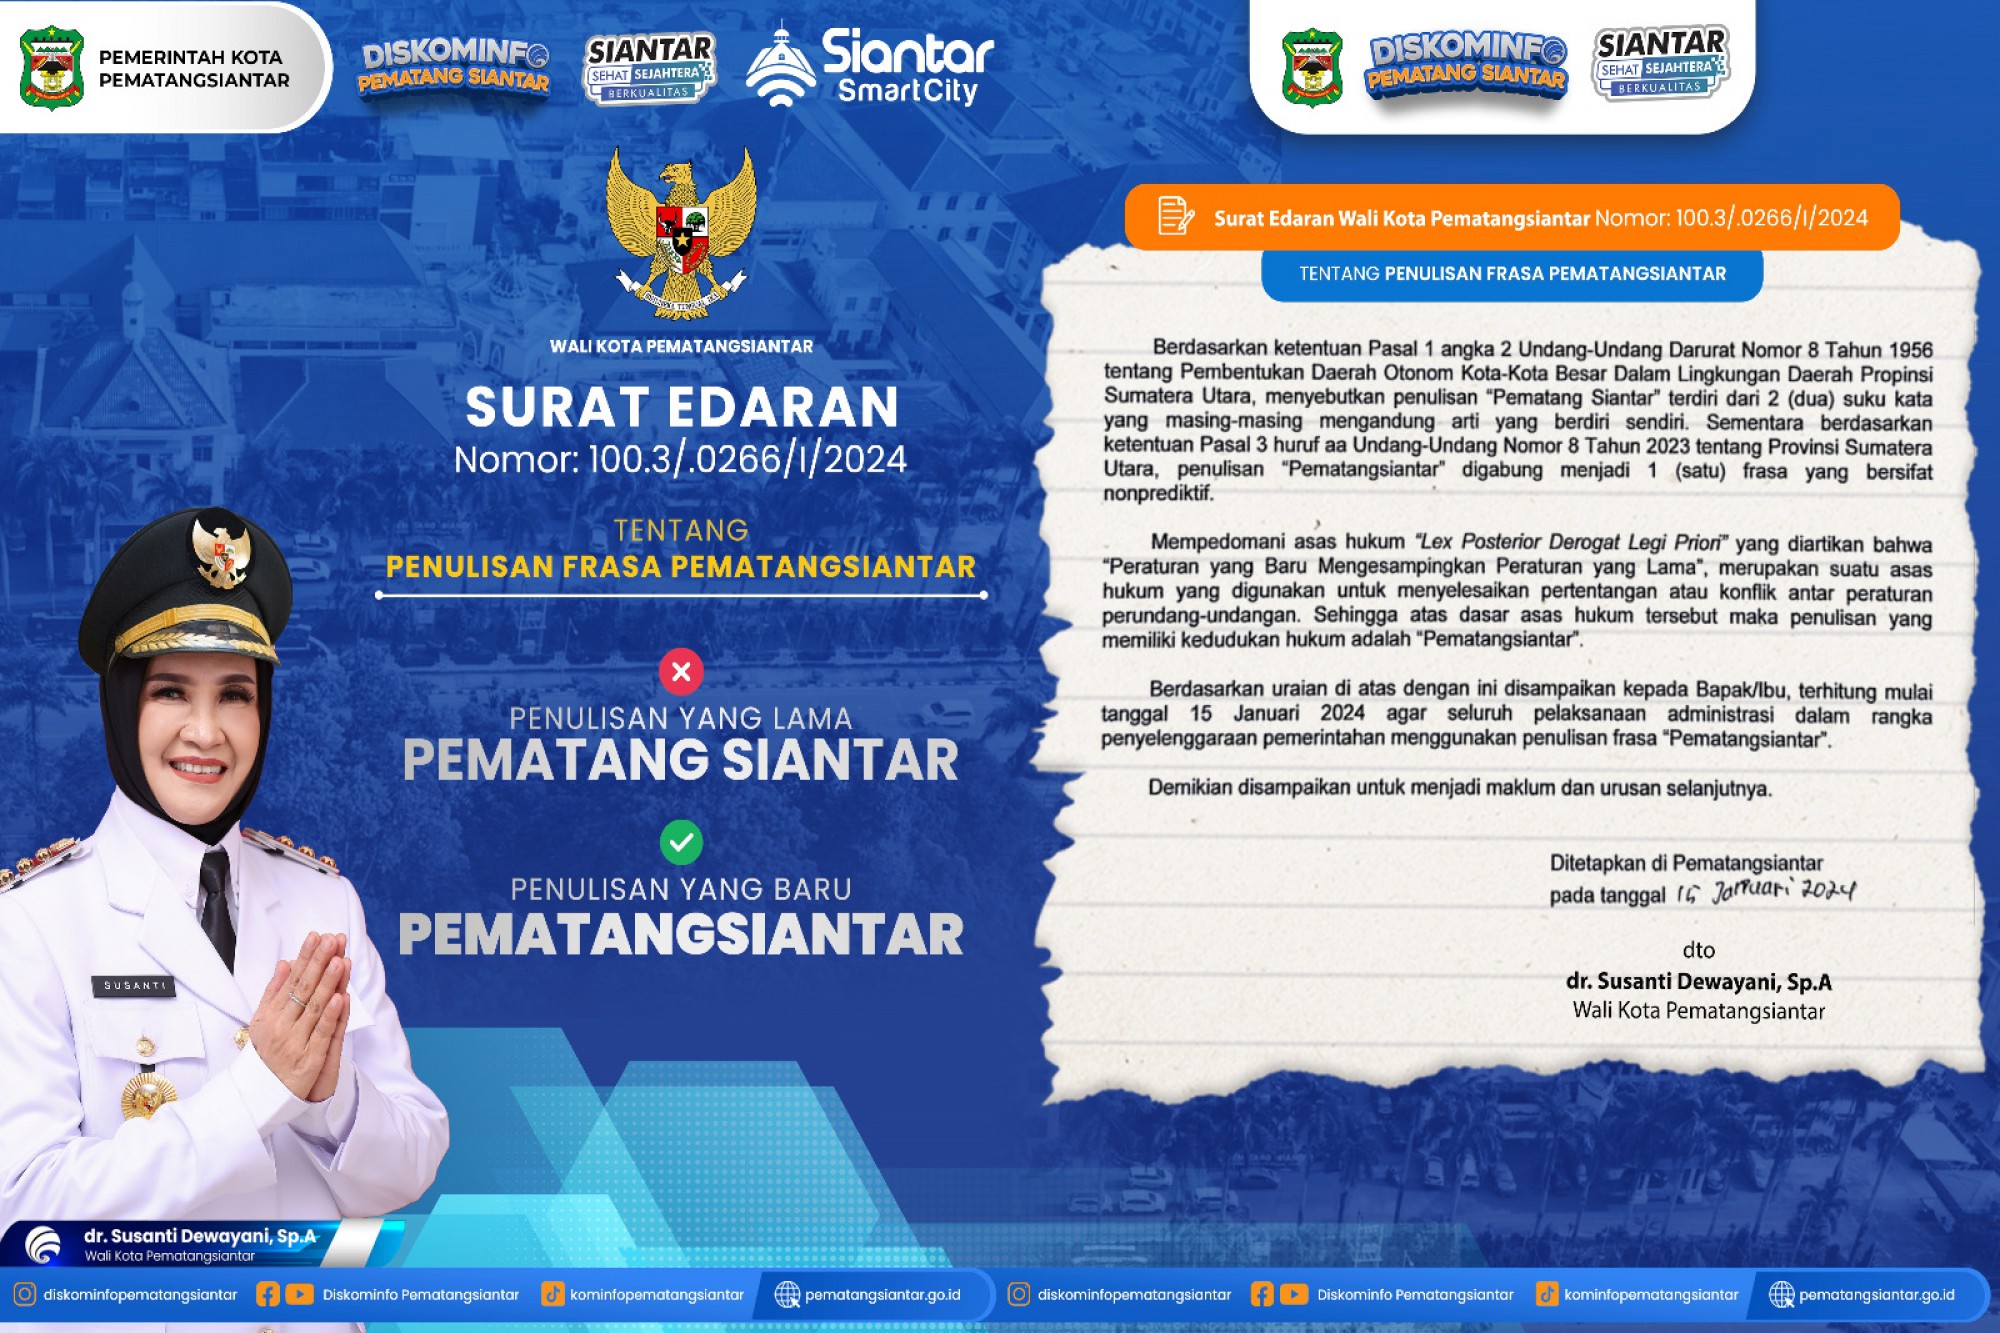 PEMERINTAH KOTA
PEMATANGSIANTAR
DISKOMINFO
PEMATANG SIANTAR
SIANTAR
SEHAT SEJAHTERA
BERKUALITAS
Siantar
SmartCity
WALI KOTA PEMATANGSIANTAR
SURAT EDARAN
Nomor: 100.3/.0266/I/2024
TENTANG
PENULISAN FRASA PEMATANGSIANTAR
PENULISAN YANG LAMA
PEMATANG SIANTAR
PENULISAN YANG BARU
PEMATANGSIANTAR
SUSANTI
dr. Susanti Dewayani, Sp.A
Wali Kota Pematangsiantar
DISKOMINFO
PEMATANG SIANTAR
SIANTAR
SEHAT SEJAHTERA
BERKUALITAS
Surat Edaran Wali Kota Pematangsiantar Nomor: 100.3/.0266/I/2024
TENTANG PENULISAN FRASA PEMATANGSIANTAR
Berdasarkan ketentuan Pasal 1 angka 2 Undang-Undang Darurat Nomor 8 Tahun 1956
tentang Pembentukan Daerah Otonom Kota-Kota Besar Dalam Lingkungan Daerah Propinsi
Sumatera Utara, menyebutkan penulisan “Pematang Siantar” terdiri dari 2 (dua) suku kata
yang masing-masing mengandung arti yang berdiri sendiri. Sementara berdasarkan
ketentuan Pasal 3 huruf aa Undang-Undang Nomor 8 Tahun 2023 tentang Provinsi Sumatera
Utara, penulisan “Pematangsiantar” digabung menjadi 1 (satu) frasa yang bersifat
nonprediktif.
Mempedomani asas hukum “Lex Posterior Derogat Legi Priori” yang diartikan bahwa
“Peraturan yang Baru Mengesampingkan Peraturan yang Lama”, merupakan suatu asas
hukum yang digunakan untuk menyelesaikan pertentangan atau konflik antar peraturan
perundang-undangan. Sehingga atas dasar asas hukum tersebut maka penulisan yang
memiliki kedudukan hukum adalah “Pematangsiantar”.
Berdasarkan uraian di atas dengan ini disampaikan kepada Bapak/Ibu, terhitung mulai
tanggal 15 Januari 2024 agar seluruh pelaksanaan administrasi dalam rangka
penyelenggaraan pemerintahan menggunakan penulisan frasa “Pematangsiantar”.
Demikian disampaikan untuk menjadi maklum dan urusan selanjutnya.
Ditetapkan di Pematangsiantar
pada tanggal 15 Januari 2024
dto
dr. Susanti Dewayani, Sp.A
Wali Kota Pematangsiantar
diskominfopematangsiantar Diskominfo Pematangsiantar kominfopematangsiantar pematangsiantar.go.id
diskominfopematangsiantar Diskominfo Pematangsiantar kominfopematangsiantar pematangsiantar.go.id